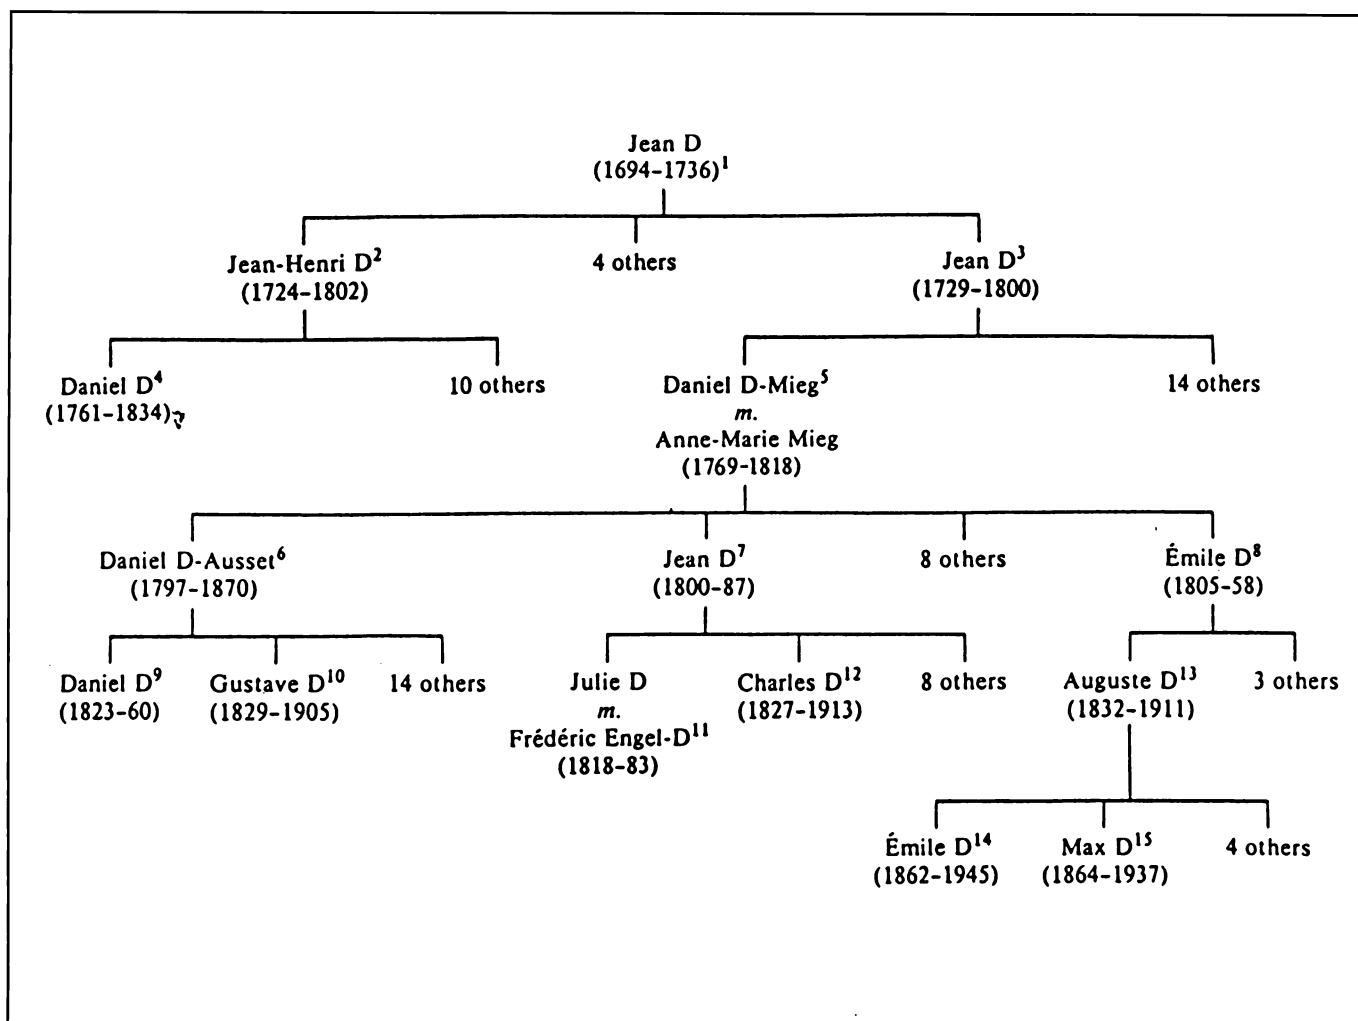 Jean D
(1694-1736)1
Jean-Henri D2
(1724-1802)
4 others
Jean D3
(1729-1800)
Daniel D4
(1761-1834)
10 others
Daniel D-Mieg5
m.
Anne-Marie Mieg
(1769-1818)
14 others
Daniel D-Ausset6
(1797-1870)
Jean D7
(1800-87)
8 others
Émile D8
(1805-58)
Daniel D9
(1823-60)
Gustave D10
(1829-1905)
14 others
Julie D
m.
Frédéric Engel-D11
(1818-83)
Charles D12
(1827-1913)
8 others
Auguste D13
(1832-1911)
3 others
Émile D14
(1862-1945)
Max D15
(1864-1937)
4 others